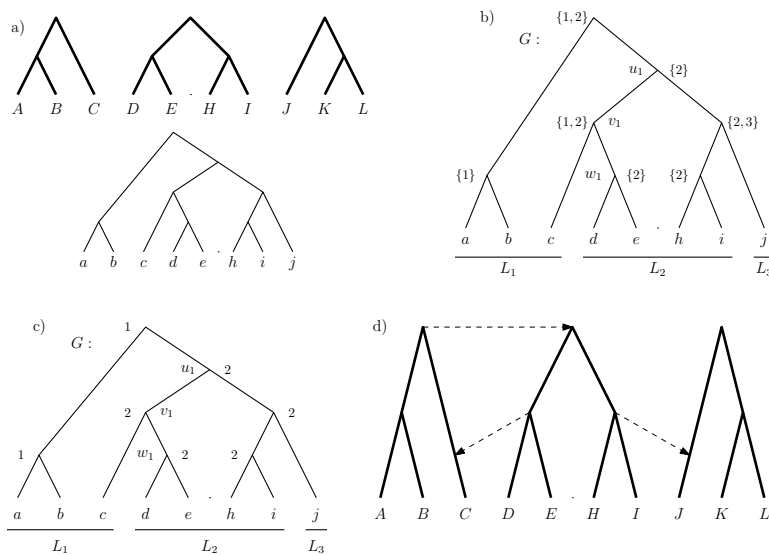 a)
A B C D E . H I J K L
a b c d e . h i j
b)
G :
{1, 2}
u₁ {2}
{1, 2} v₁ {2, 3}
{1} w₁ {2} {2}
a b c d e . h i j
L₁ L₂ L₃
c)
G :
1
u₁ 2
2 v₁ 2
1 w₁ 2 2
a b c d e . h i j
L₁ L₂ L₃
d)
A B C D E . H I J K L